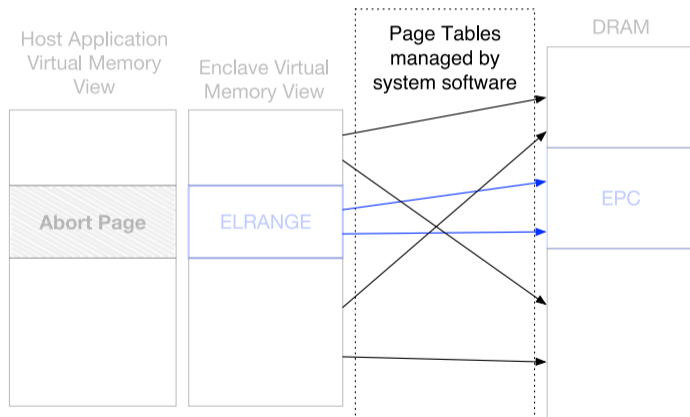 Host Application
Virtual Memory
View
Enclave Virtual
Memory View
Page Tables
managed by
system software
DRAM
Abort Page
ELRANGE
EPC